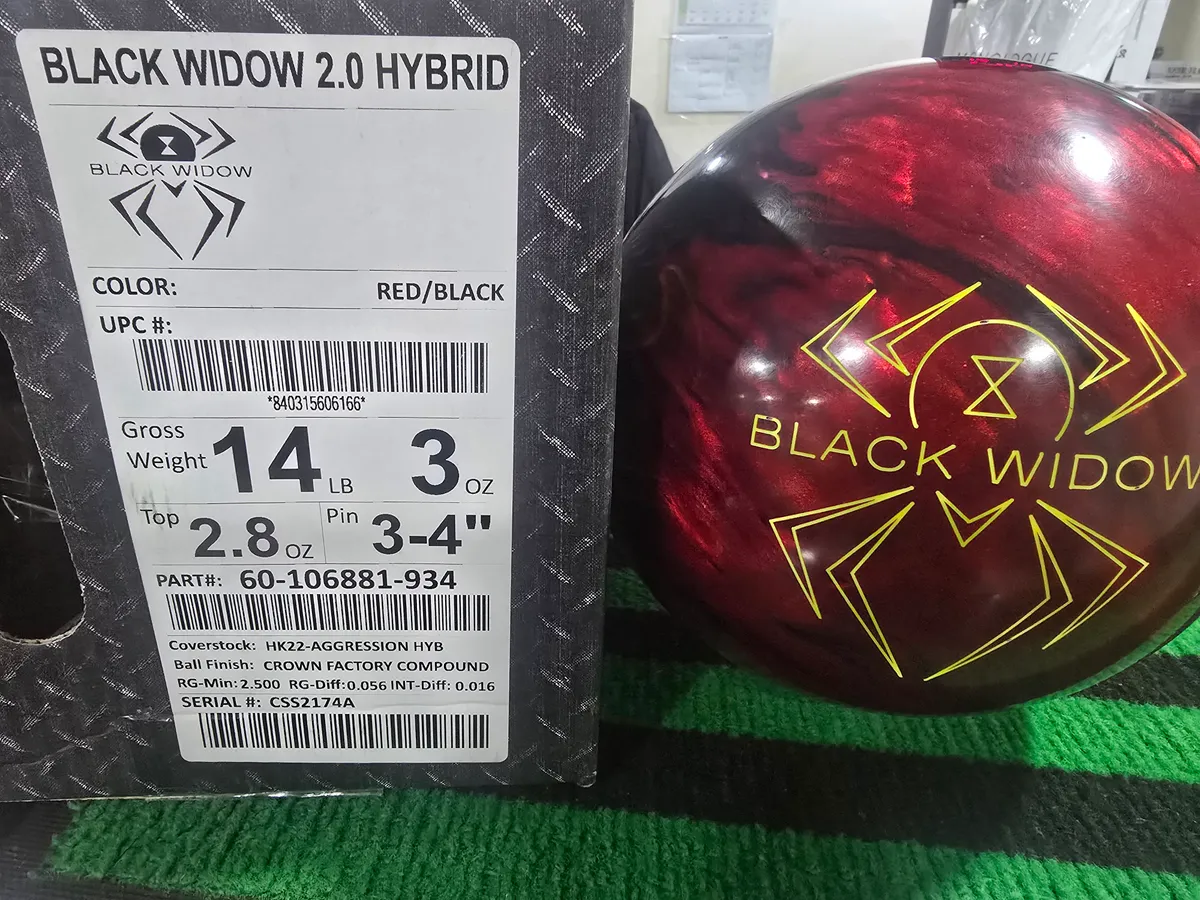 BLACK WIDOW 2.0 HYBRID
BLACK WIDOW
COLOR: RED/BLACK
UPC #:
*840315606166*
Gross Weight 14 LB 3 OZ
Top 2.8 OZ Pin 3-4"
PART#: 60-106881-934
Coverstock: HK22-AGGRESSION HYB
Ball Finish: CROWN FACTORY COMPOUND
RG-Min: 2.500 RG-Diff: 0.056 INT-Diff: 0.016
SERIAL #: CSS2174A
BLACK WIDOW